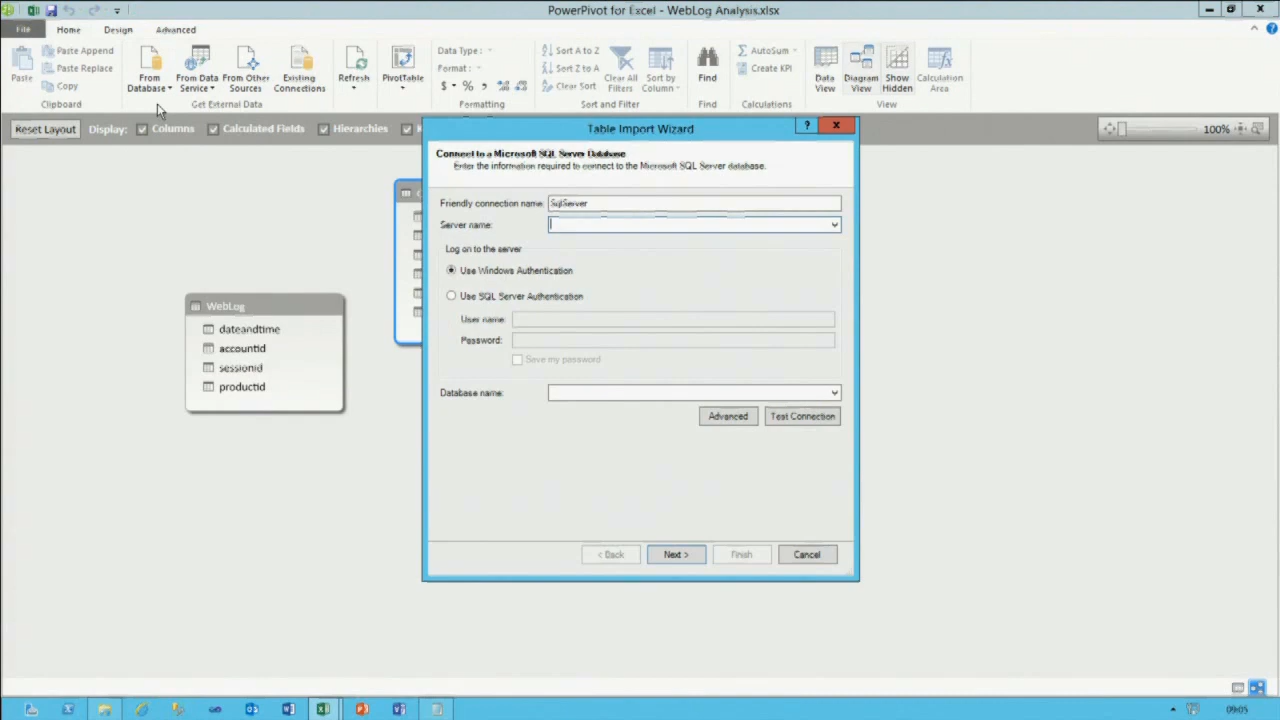 PowerPivot for Excel - WebLog Analysis.xlsx
File Home Design Advanced
Paste
Paste Append
Paste Replace
Copy
Clipboard
From Database
From Data Service
From Other Sources
Existing Connections
Get External Data
Refresh
PivotTable
Data Type :
Format :
$ % ,
Formatting
Sort A to Z
Sort Z to A
Clear Sort
Clear All Filters
Sort by Column
Sort and Filter
Find
Find
AutoSum
Create KPI
Calculations
Data View
Diagram View
Show Hidden
Calculation Area
View
Reset Layout Display: Columns Calculated Fields Hierarchies K 100%
Table Import Wizard
?
Connect to a Microsoft SQL Server Database
Enter the information required to connect to the Microsoft SQL Server database.
Friendly connection name: SqlServer
Server name:
Log on to the server
Use Windows Authentication
Use SQL Server Authentication
User name:
Password:
Save my password
Database name:
Advanced Test Connection
< Back Next > Finish Cancel
WebLog
dateandtime
accountid
sessionid
productid
09:05